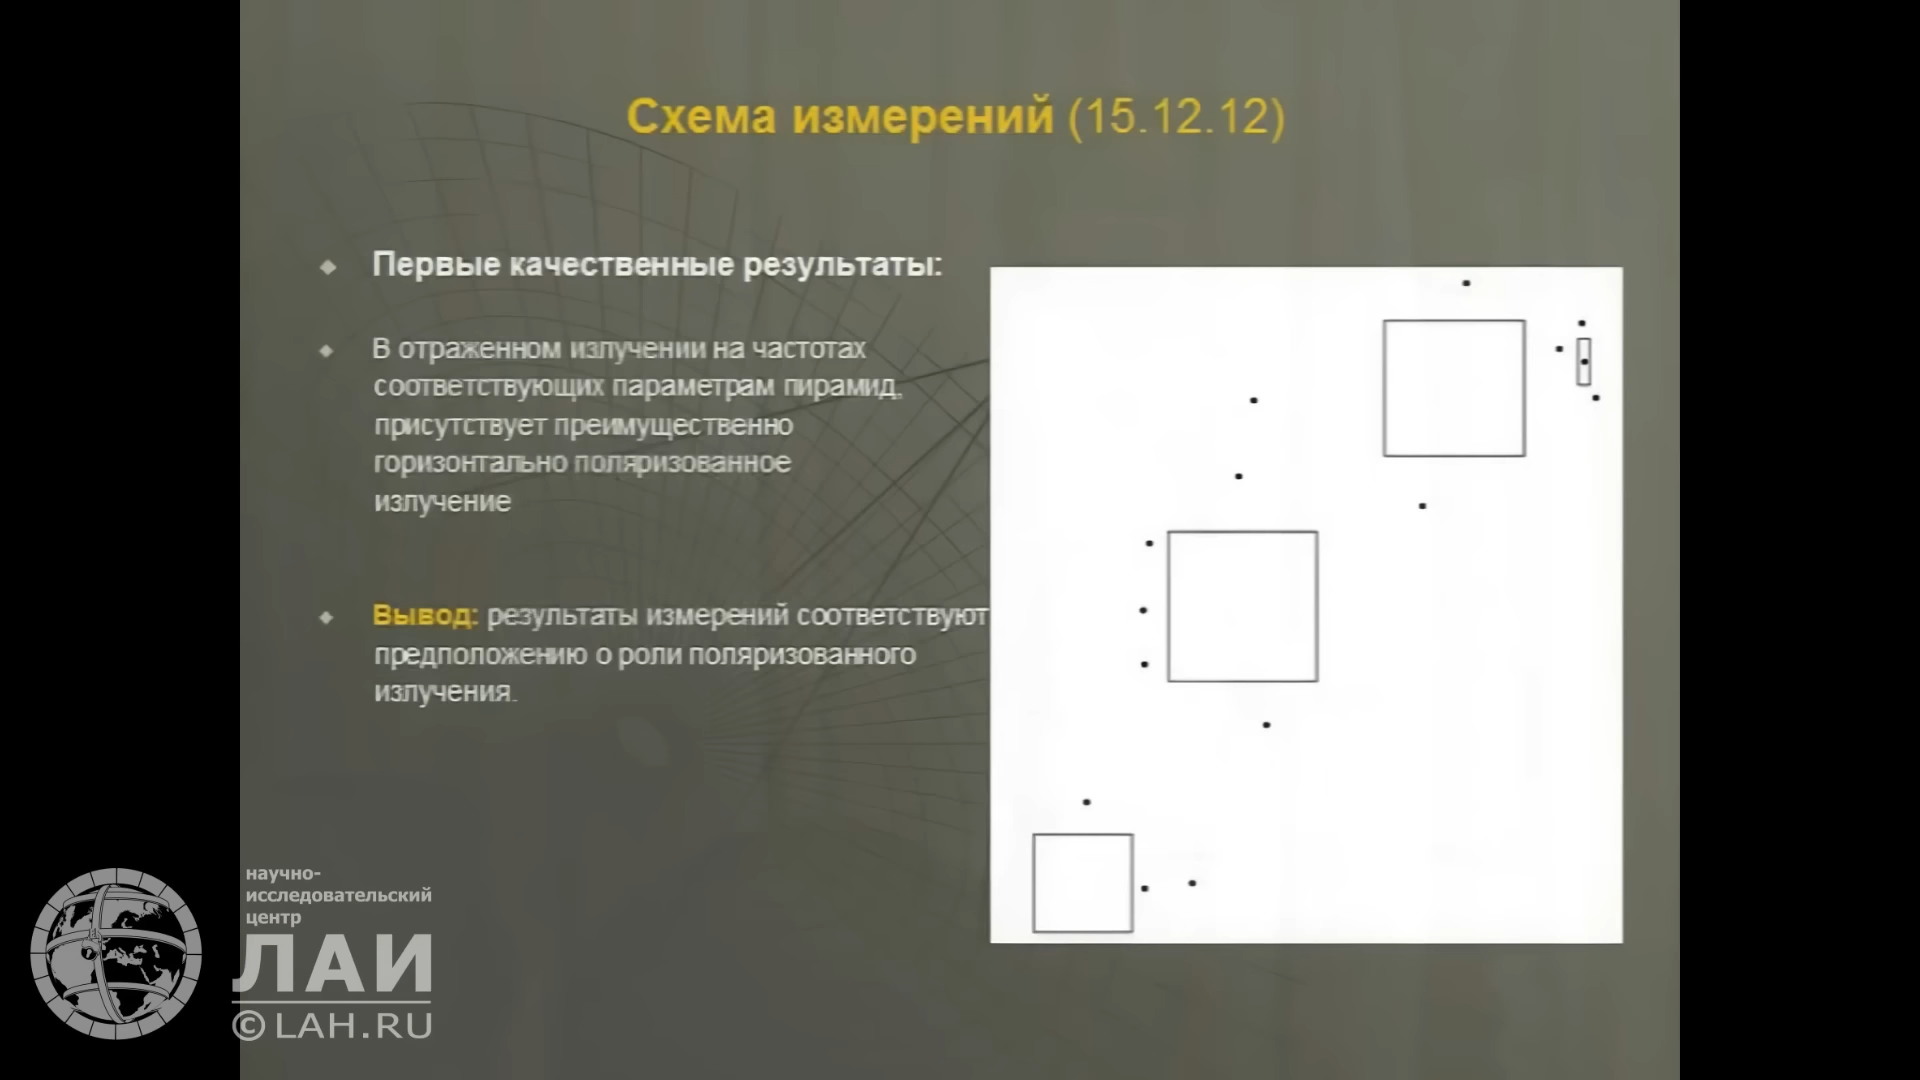 Схема измерений (15.12.12)
Первые качественные результаты:
В отраженном излучении на частотах
соответствующих параметрам пирамид,
присутствует преимущественно
горизонтально поляризованное
излучение
Вывод: результаты измерений соответствуют
предположению о роли поляризованного
излучения.
научно-
исследовательский
центр
ЛАИ
© LAH.RU